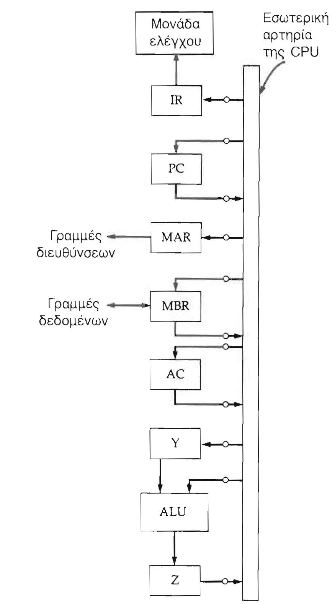 Μονάδα
ελέγχου
Εσωτερική
αρτηρία
της CPU
IR
PC
Γραμμές
διευθύνσεων
MAR
Γραμμές
δεδομένων
MBR
AC
Y
ALU
Z